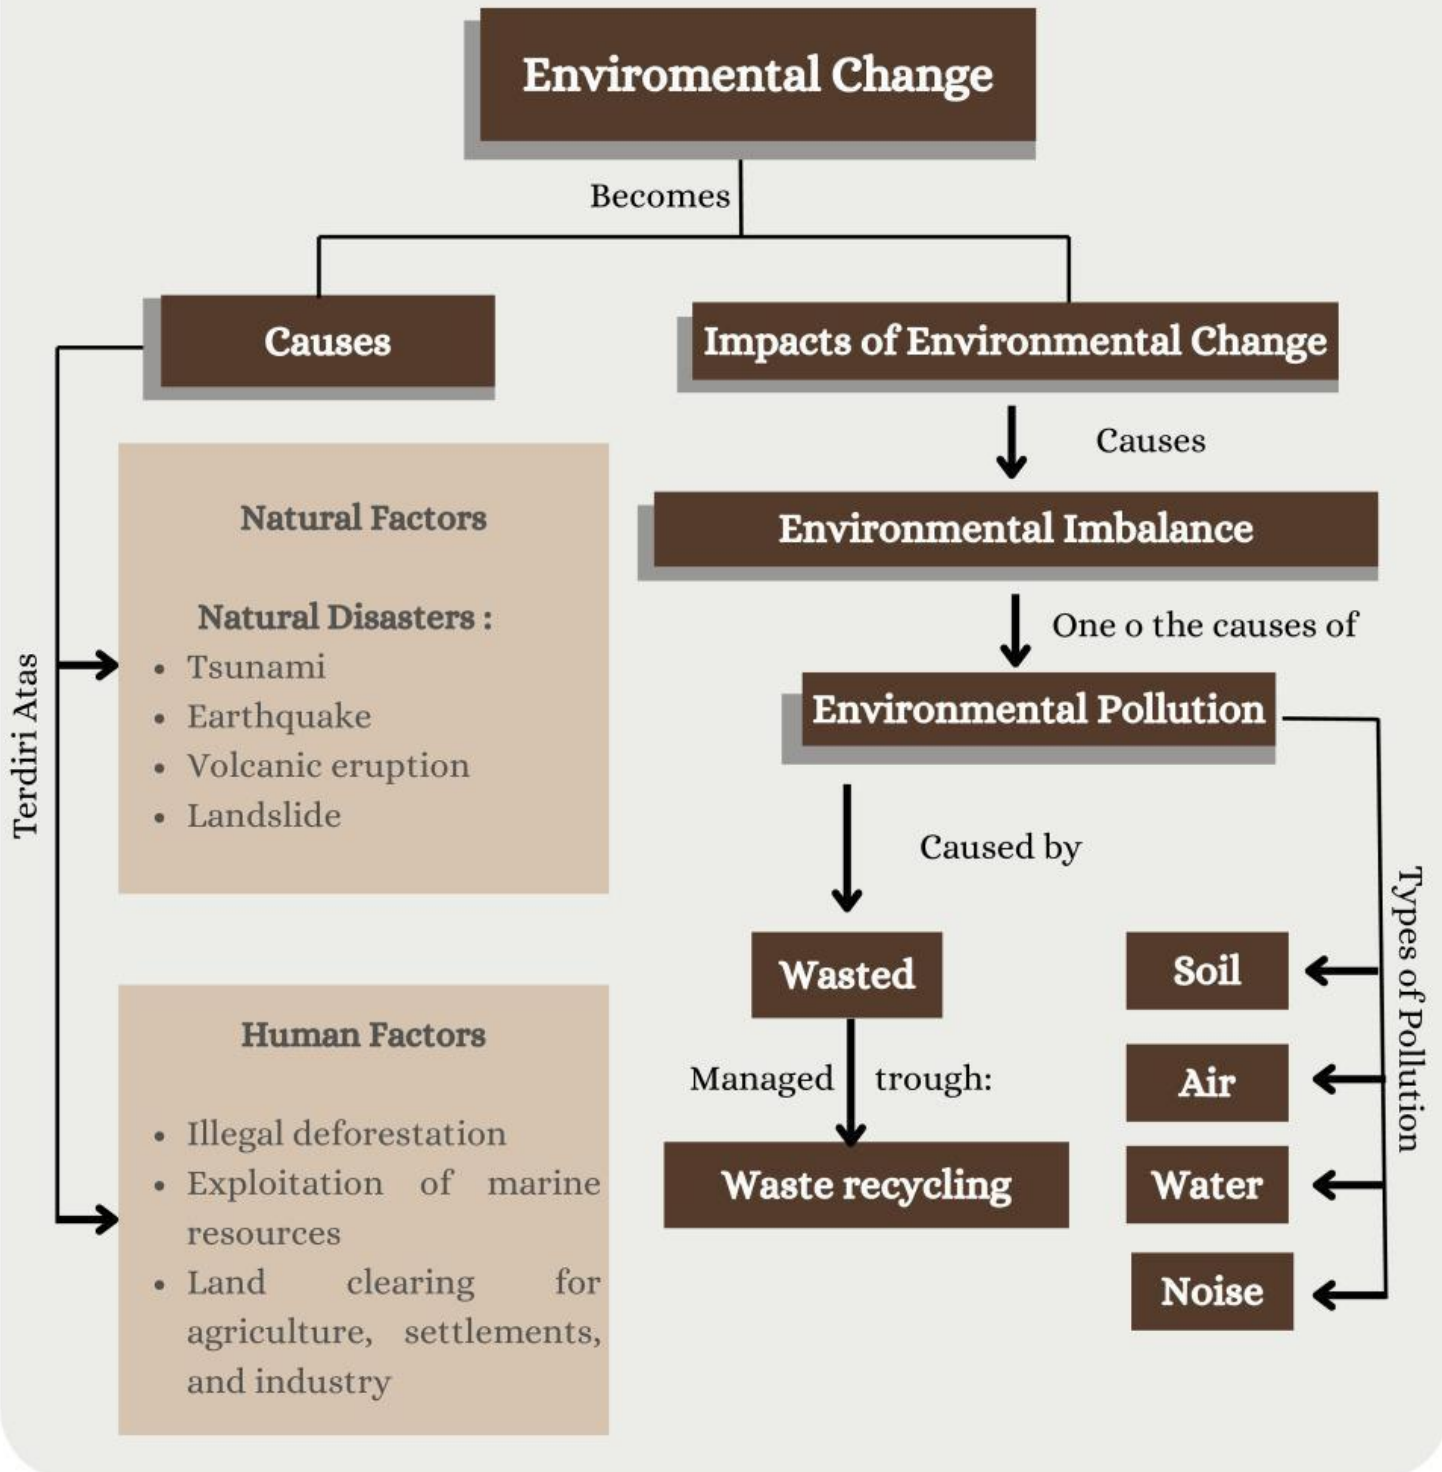 Enviromental Change
Becomes
Causes
Terdiri Atas
Natural Factors
Natural Disasters :
• Tsunami
• Earthquake
• Volcanic eruption
• Landslide
Human Factors
• Illegal deforestation
• Exploitation of marine
resources
• Land clearing for
agriculture, settlements,
and industry
Impacts of Environmental Change
Causes
Environmental Imbalance
One o the causes of
Environmental Pollution
Caused by
Wasted
Managed trough:
Waste recycling
Types of Pollution
Soil
Air
Water
Noise